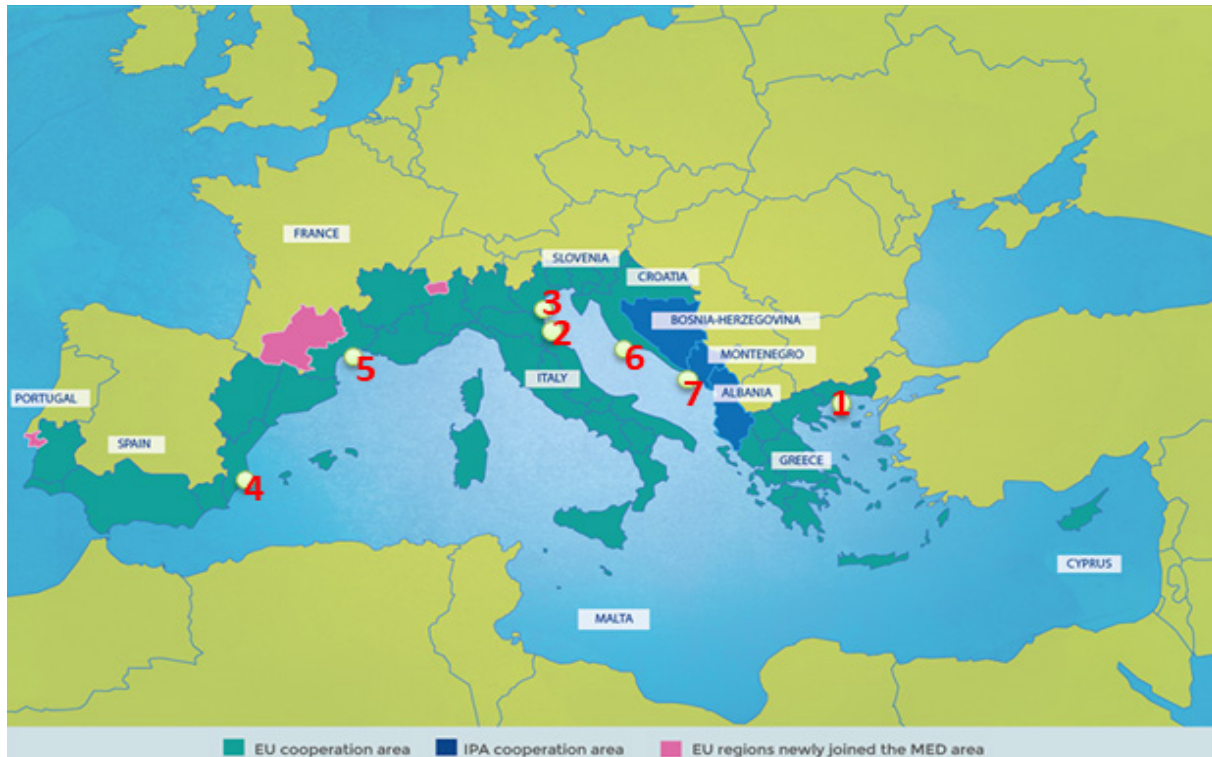 FRANCE
SLOVENIA
CROATIA
3
BOSNIA-HERZEGOVINA
2
6
MONTENEGRO
5
ITALY
7
ALBANIA
PORTUGAL
1
SPAIN
GREECE
4
CYPRUS
MALTA
EU cooperation area IPA cooperation area EU regions newly joined the MED area